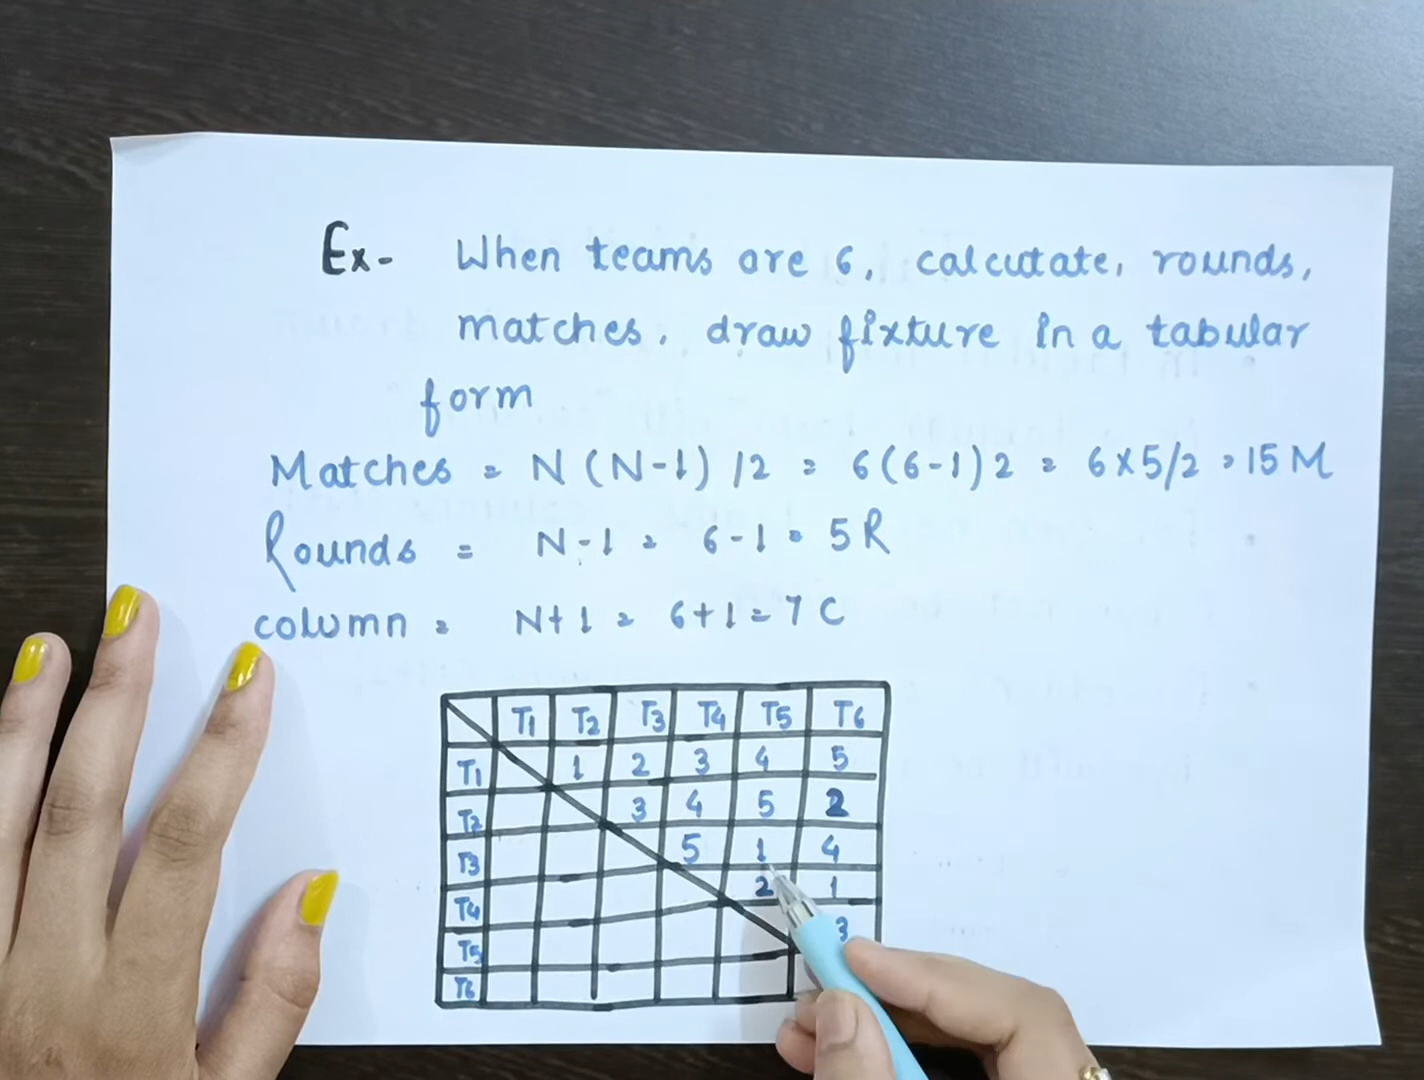 Ex- When teams are 6, calcutate, rounds,
matches, draw fixture in a tabular
form
Matches = N (N-1) /2 = 6(6-1)2 = 6x5/2 = 15 M
Rounds = N-1 = 6-1 = 5 R
column = N+1 = 6+1 = 7 C
T1 T2 T3 T4 T5 T6
T1 1 2 3 4 5
T2 3 4 5 2
T3 5 1 4
T4 2 1
T5 3
T6